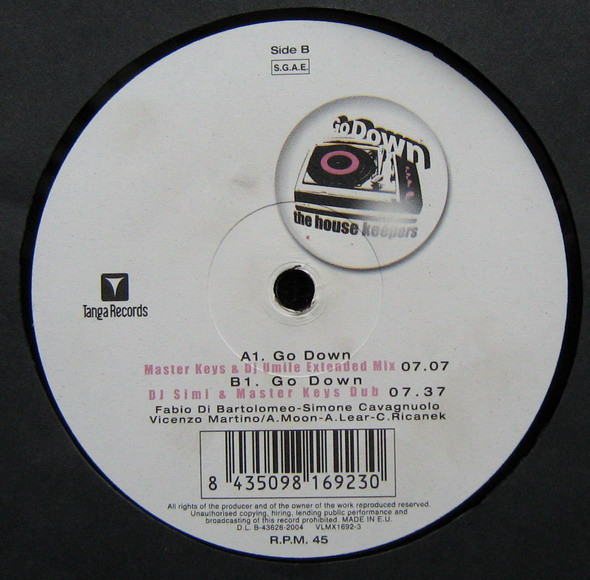 Side B
S.G.A.E.
Go Down
the house keepers
Tanga Records
A1. Go Down
Master Keys & Dj Umile Extended Mix 07.07
B1. Go Down
DJ Simi & Master Keys Dub 07.37
Fabio Di Bartolomeo-Simone Cavagnuolo
Vicenzo Martino/A.Moon-A.Lear-C.Ricanek
8 435098 169230
All rights of the producer and of the owner of the work reproduced reserved.
Unauthorised copying, hiring, lending public performance and
broadcasting of this record prohibited. MADE IN E.U.
D.L. B-43628-2004 VLMX1692-3
R.P.M. 45